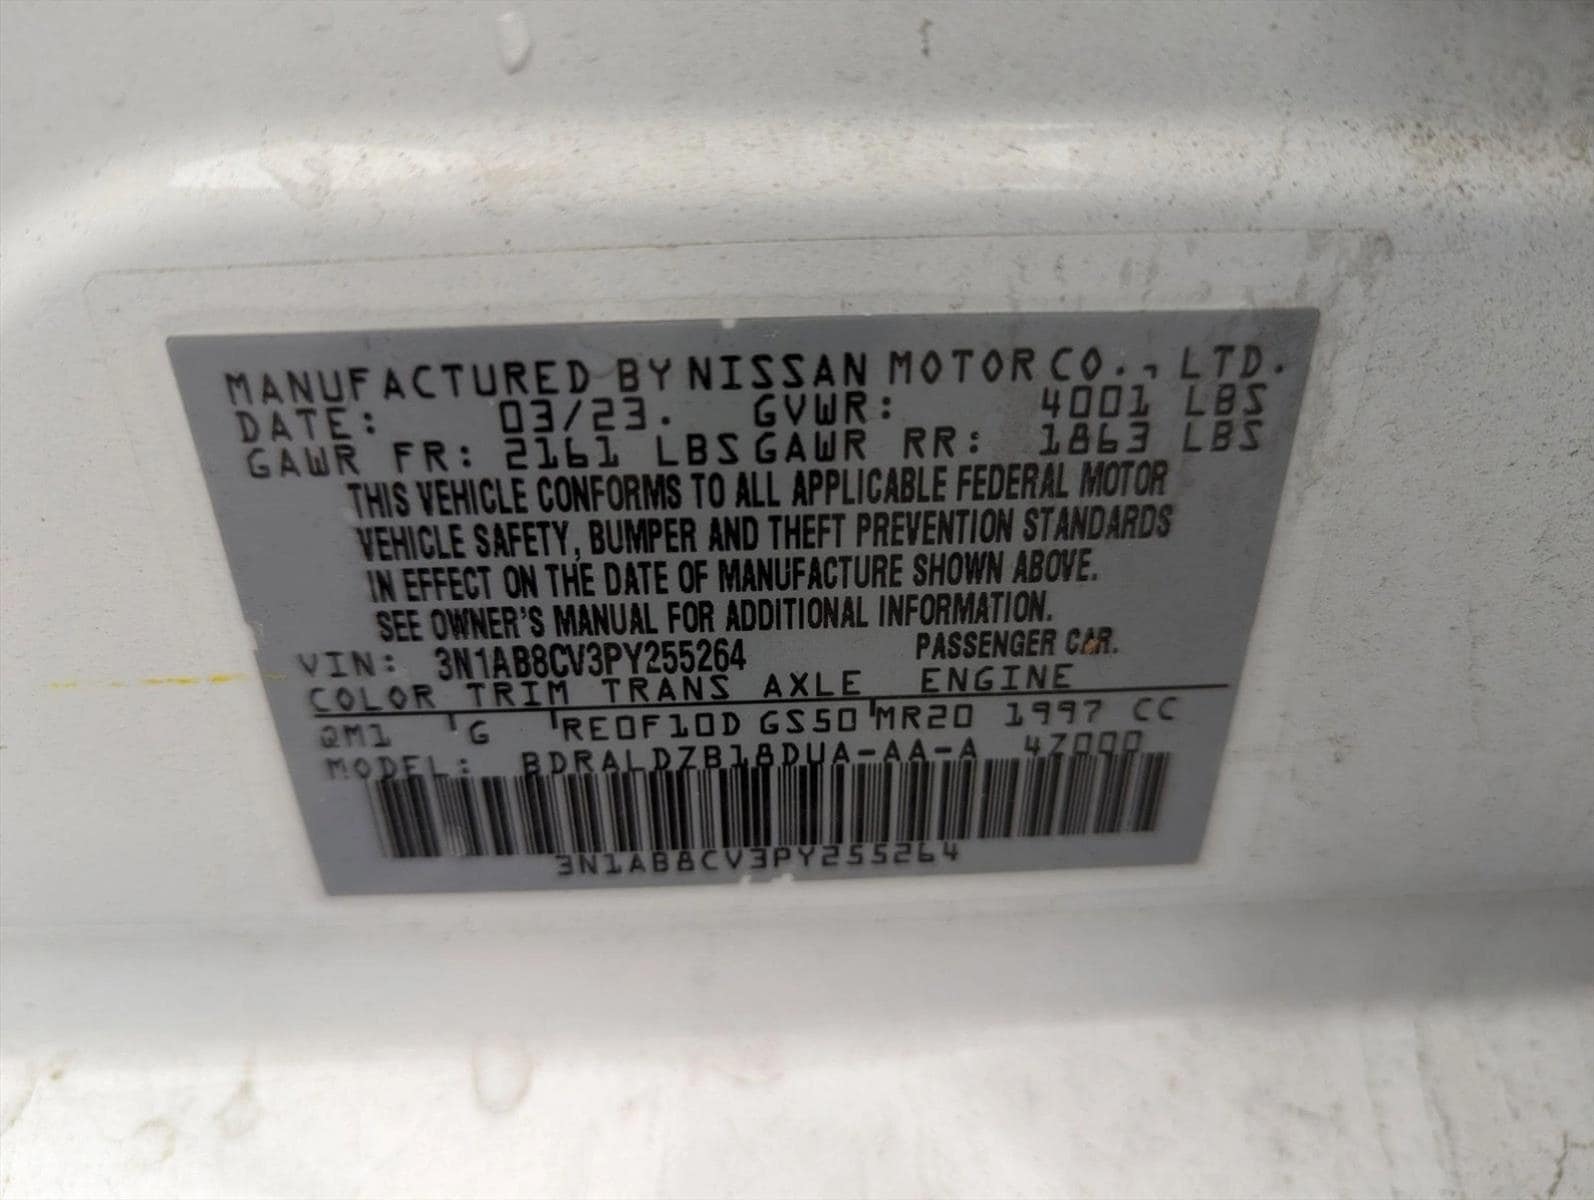 MANUFACTURED BY NISSAN MOTOR CO., LTD.
DATE: 03/23. GVWR: 4001 LBS
GAWR FR: 2161 LBS GAWR RR: 1863 LBS
THIS VEHICLE CONFORMS TO ALL APPLICABLE FEDERAL MOTOR
VEHICLE SAFETY, BUMPER AND THEFT PREVENTION STANDARDS
IN EFFECT ON THE DATE OF MANUFACTURE SHOWN ABOVE.
SEE OWNER'S MANUAL FOR ADDITIONAL INFORMATION.
VIN: 3N1AB8CV3PY255264 PASSENGER CAR.
COLOR TRIM TRANS AXLE ENGINE
QM1 G RE0F10D GS50 MR20 1997 CC
MODEL: BDRALDZB18DUA-AA-A 4Z000
3N1AB8CV3PY255264